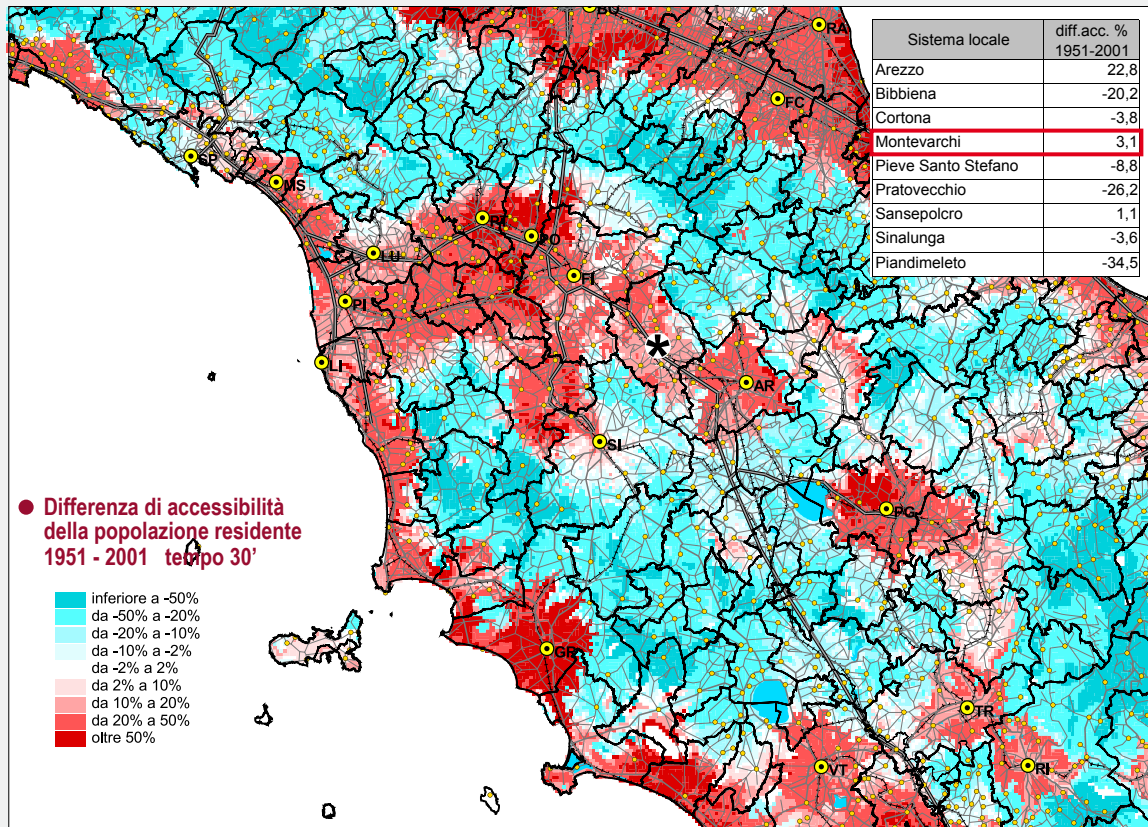 BO
RA
FC
SP
MS
PT
PO
LU
FI
PI
LI
AR
SI
PG
GR
TR
VT
RI
*
Sistema locale diff.acc. % 1951-2001
Arezzo 22,8
Bibbiena -20,2
Cortona -3,8
Montevarchi 3,1
Pieve Santo Stefano -8,8
Pratovecchio -26,2
Sansepolcro 1,1
Sinalunga -3,6
Piandimeleto -34,5
● Differenza di accessibilità
della popolazione residente
1951 - 2001 tempo 30'
inferiore a -50%
da -50% a -20%
da -20% a -10%
da -10% a -2%
da -2% a 2%
da 2% a 10%
da 10% a 20%
da 20% a 50%
oltre 50%